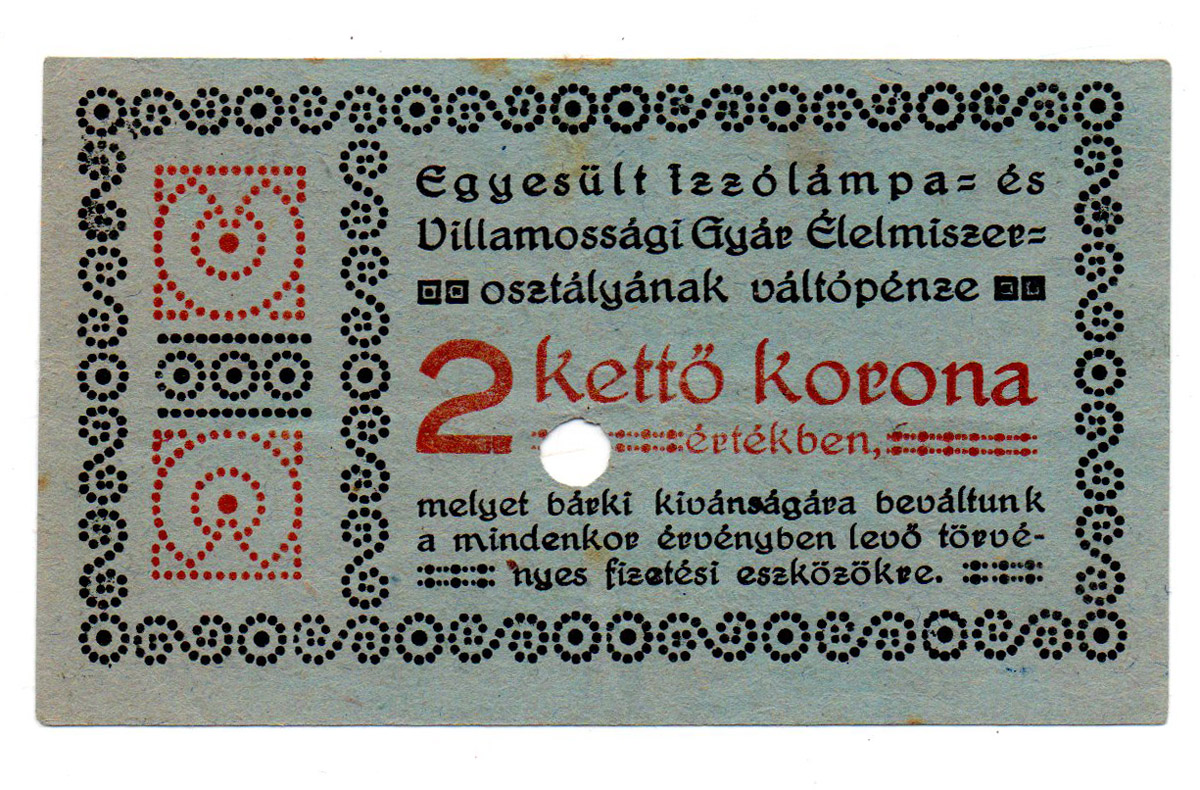 Egyesült Izzólámpa= és
Villamossági Gyár Élelmiszer=
osztályának váltópénze
2 kettő korona
értékben,
melyet bárki kivánságára beváltunk
a mindenkor érvényben levő törvé-
nyes fizetési eszközökre.